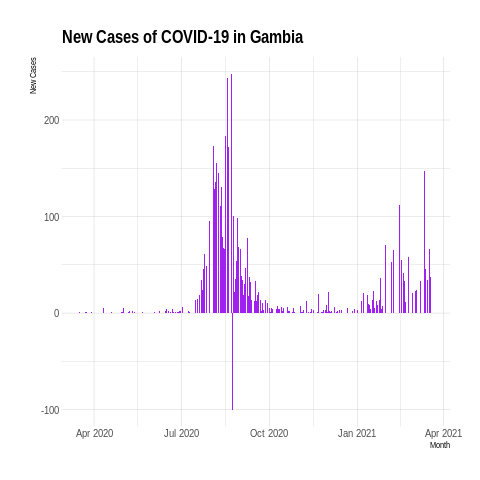 New Cases of COVID-19 in Gambia
New Cases
200
100
0
-100
Apr 2020 Jul 2020 Oct 2020 Jan 2021 Apr 2021
Month